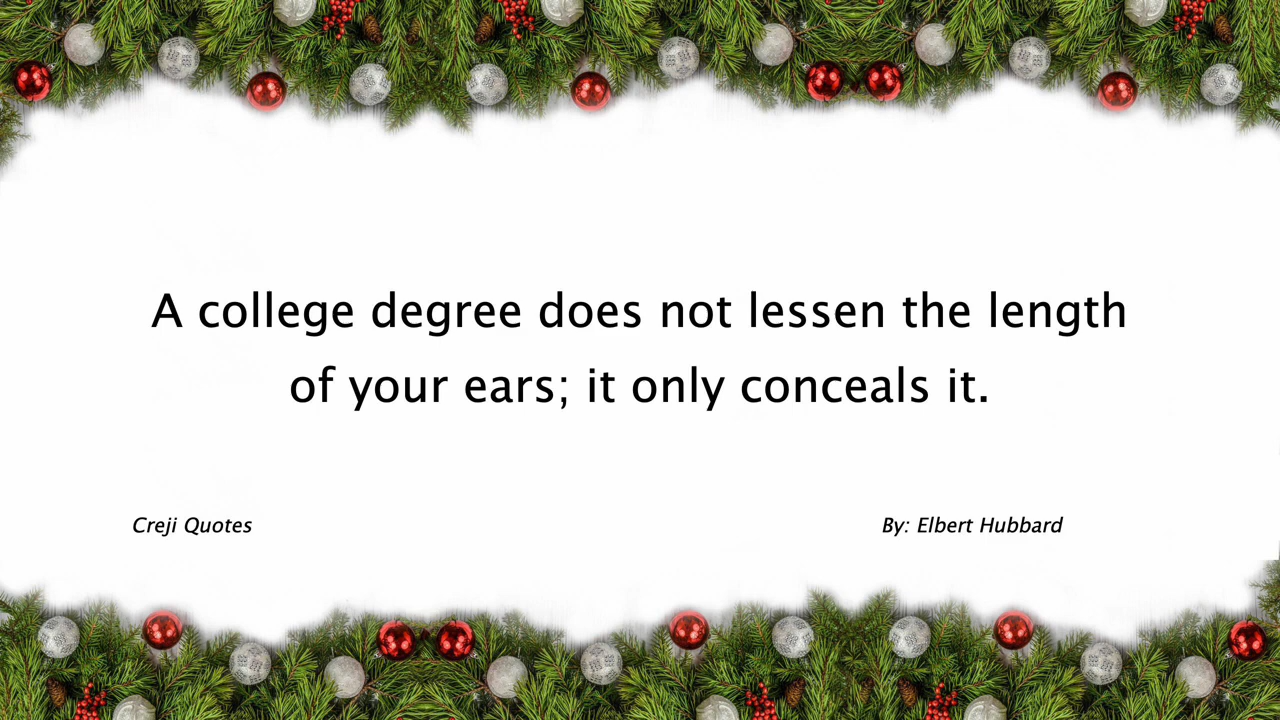 A college degree does not lessen the length
of your ears; it only conceals it.
Creji Quotes
By: Elbert Hubbard